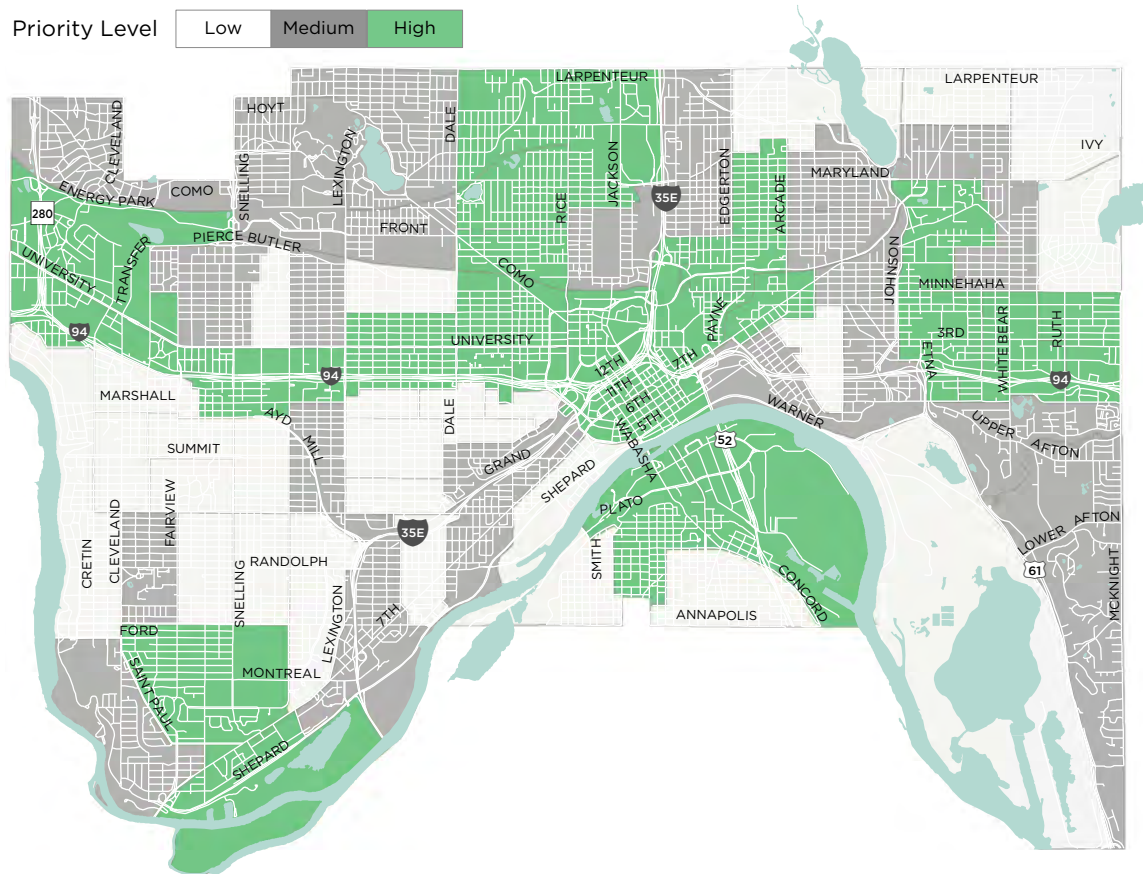 Priority Level
Low
Medium
High
LARPENTEUR
LARPENTEUR
CLEVELAND
HOYT
DALE
LEXINGTON
SNELLING
JACKSON
EDGERTON
ARCADE
IVY
MARYLAND
COMO
ENERGY PARK
35E
280
RICE
FRONT
PIERCE BUTLER
TRANSFER
UNIVERSITY
COMO
JOHNSON
MINNEHAHA
94
UNIVERSITY
PAYNE
3RD
WHITE BEAR
RUTH
12TH
7TH
ETNA
94
11TH
94
MARSHALL
6TH
5TH
AYD
MILL
DALE
WABASHA
WARNER
UPPER
AFTON
52
SUMMIT
GRAND
SHEPARD
PLATO
CRETIN
CLEVELAND
FAIRVIEW
35E
LOWER
AFTON
SNELLING
RANDOLPH
SMITH
61
CONCORD
MCKNIGHT
LEXINGTON
7TH
ANNAPOLIS
FORD
MONTREAL
SAINT PAUL
SHEPARD